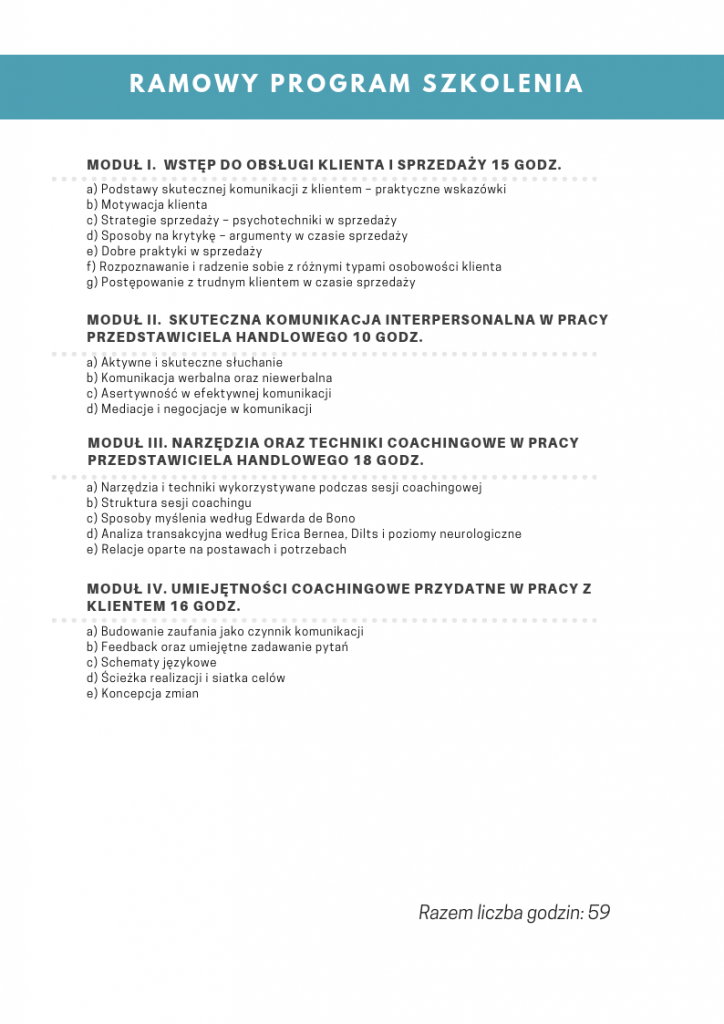 RAMOWY PROGRAM SZKOLENIA
MODUŁ I. WSTĘP DO OBSŁUGI KLIENTA I SPRZEDAŻY 15 GODZ.
a) Podstawy skutecznej komunikacji z klientem – praktyczne wskazówki
b) Motywacja klienta
c) Strategie sprzedaży – psychotechniki w sprzedaży
d) Sposoby na krytykę – argumenty w czasie sprzedaży
e) Dobre praktyki w sprzedaży
f) Rozpoznawanie i radzenie sobie z różnymi typami osobowości klienta
g) Postępowanie z trudnym klientem w czasie sprzedaży
MODUŁ II. SKUTECZNA KOMUNIKACJA INTERPERSONALNA W PRACY
PRZEDSTAWICIELA HANDLOWEGO 10 GODZ.
a) Aktywne i skuteczne słuchanie
b) Komunikacja werbalna oraz niewerbalna
c) Asertywność w efektywnej komunikacji
d) Mediacje i negocjacje w komunikacji
MODUŁ III. NARZĘDZIA ORAZ TECHNIKI COACHINGOWE W PRACY
PRZEDSTAWICIELA HANDLOWEGO 18 GODZ.
a) Narzędzia i techniki wykorzystywane podczas sesji coachingowej
b) Struktura sesji coachingu
c) Sposoby myślenia według Edwarda de Bono
d) Analiza transakcyjna według Erica Bernea, Dilts i poziomy neurologiczne
e) Relacje oparte na postawach i potrzebach
MODUŁ IV. UMIEJĘTNOŚCI COACHINGOWE PRZYDATNE W PRACY Z
KLIENTEM 16 GODZ.
a) Budowanie zaufania jako czynnik komunikacji
b) Feedback oraz umiejętne zadawanie pytań
c) Schematy językowe
d) Ścieżka realizacji i siatka celów
e) Koncepcja zmian
Razem liczba godzin: 59